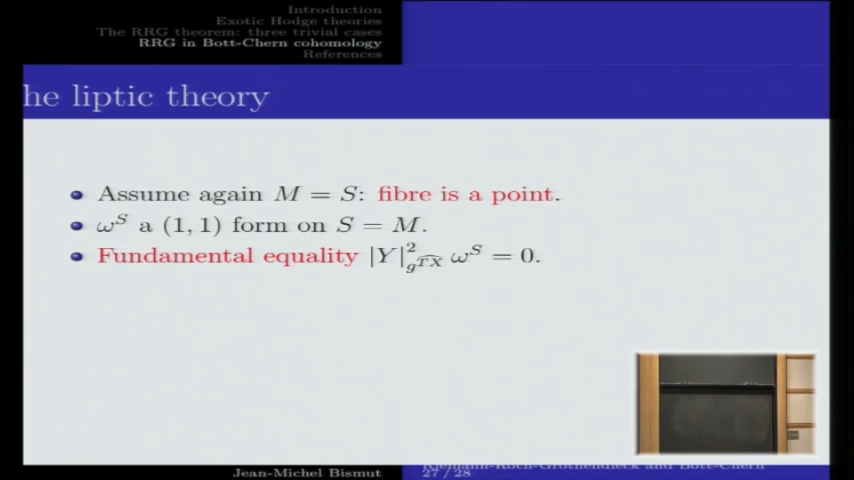 Introduction
Exotic Hodge theories
The RRG theorem: three trivial cases
RRG in Bott-Chern cohomology
References
he liptic theory
Assume again M = S: fibre is a point.
ω^S a (1, 1) form on S = M.
Fundamental equality |Y|²_{g^{\widehat{TX}}} ω^S = 0.
Jean-Michel Bismut
Riemann-Roch-Grothendieck and Bott-Chern
27 / 28